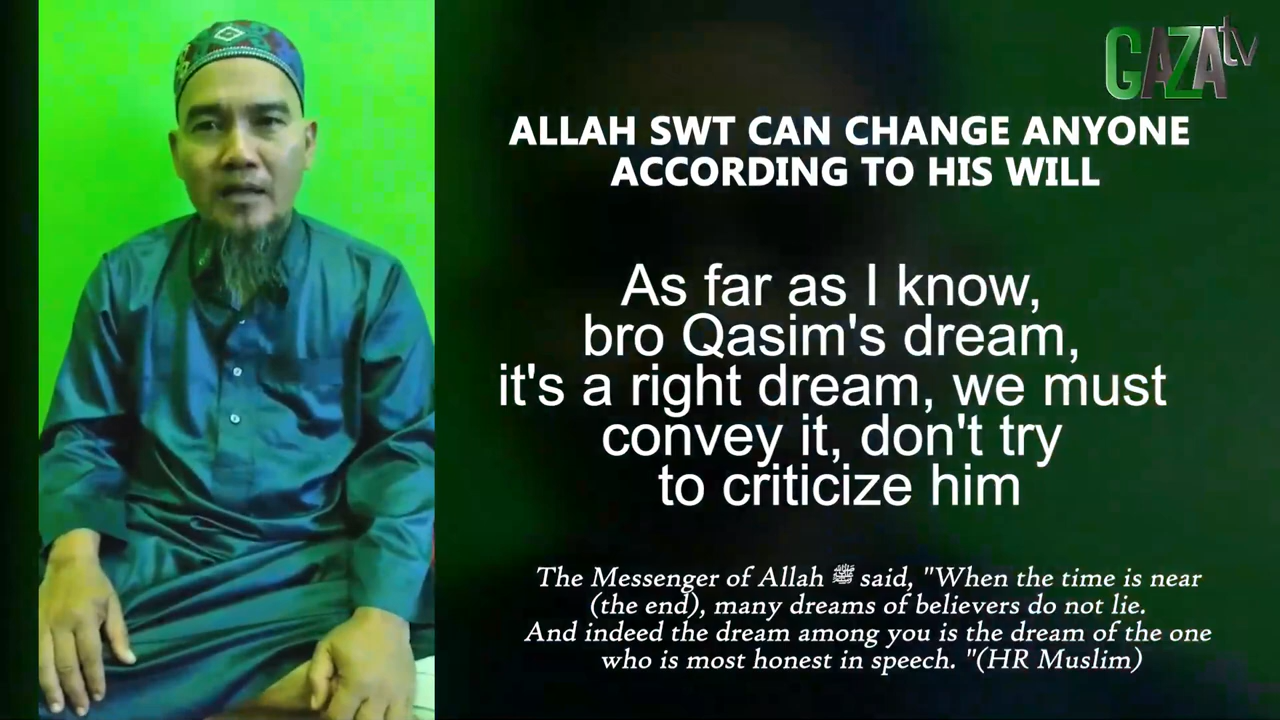 GAZA tv
ALLAH SWT CAN CHANGE ANYONE
ACCORDING TO HIS WILL
As far as I know,
bro Qasim's dream,
it's a right dream, we must
convey it, don't try
to criticize him
The Messenger of Allah ﷺ said, "When the time is near
(the end), many dreams of believers do not lie.
And indeed the dream among you is the dream of the one
who is most honest in speech. "(HR Muslim)